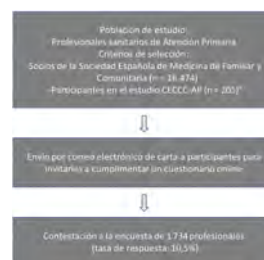 Población de estudio:
Profesionales sanitarios de Atención Primaria
Criterios de selección:
Socios de la Sociedad Española de Medicina de Familiar y
Comunitaria (n = 16.474)
-Participantes en el estudio CECCC-AP (n = 205)
Envío por correo electrónico de carta a participantes para
invitarles a cumplimentar un cuestionario online
Contestación a la encuesta de 1.734 profesionales
(tasa de respuesta: 10,5%)